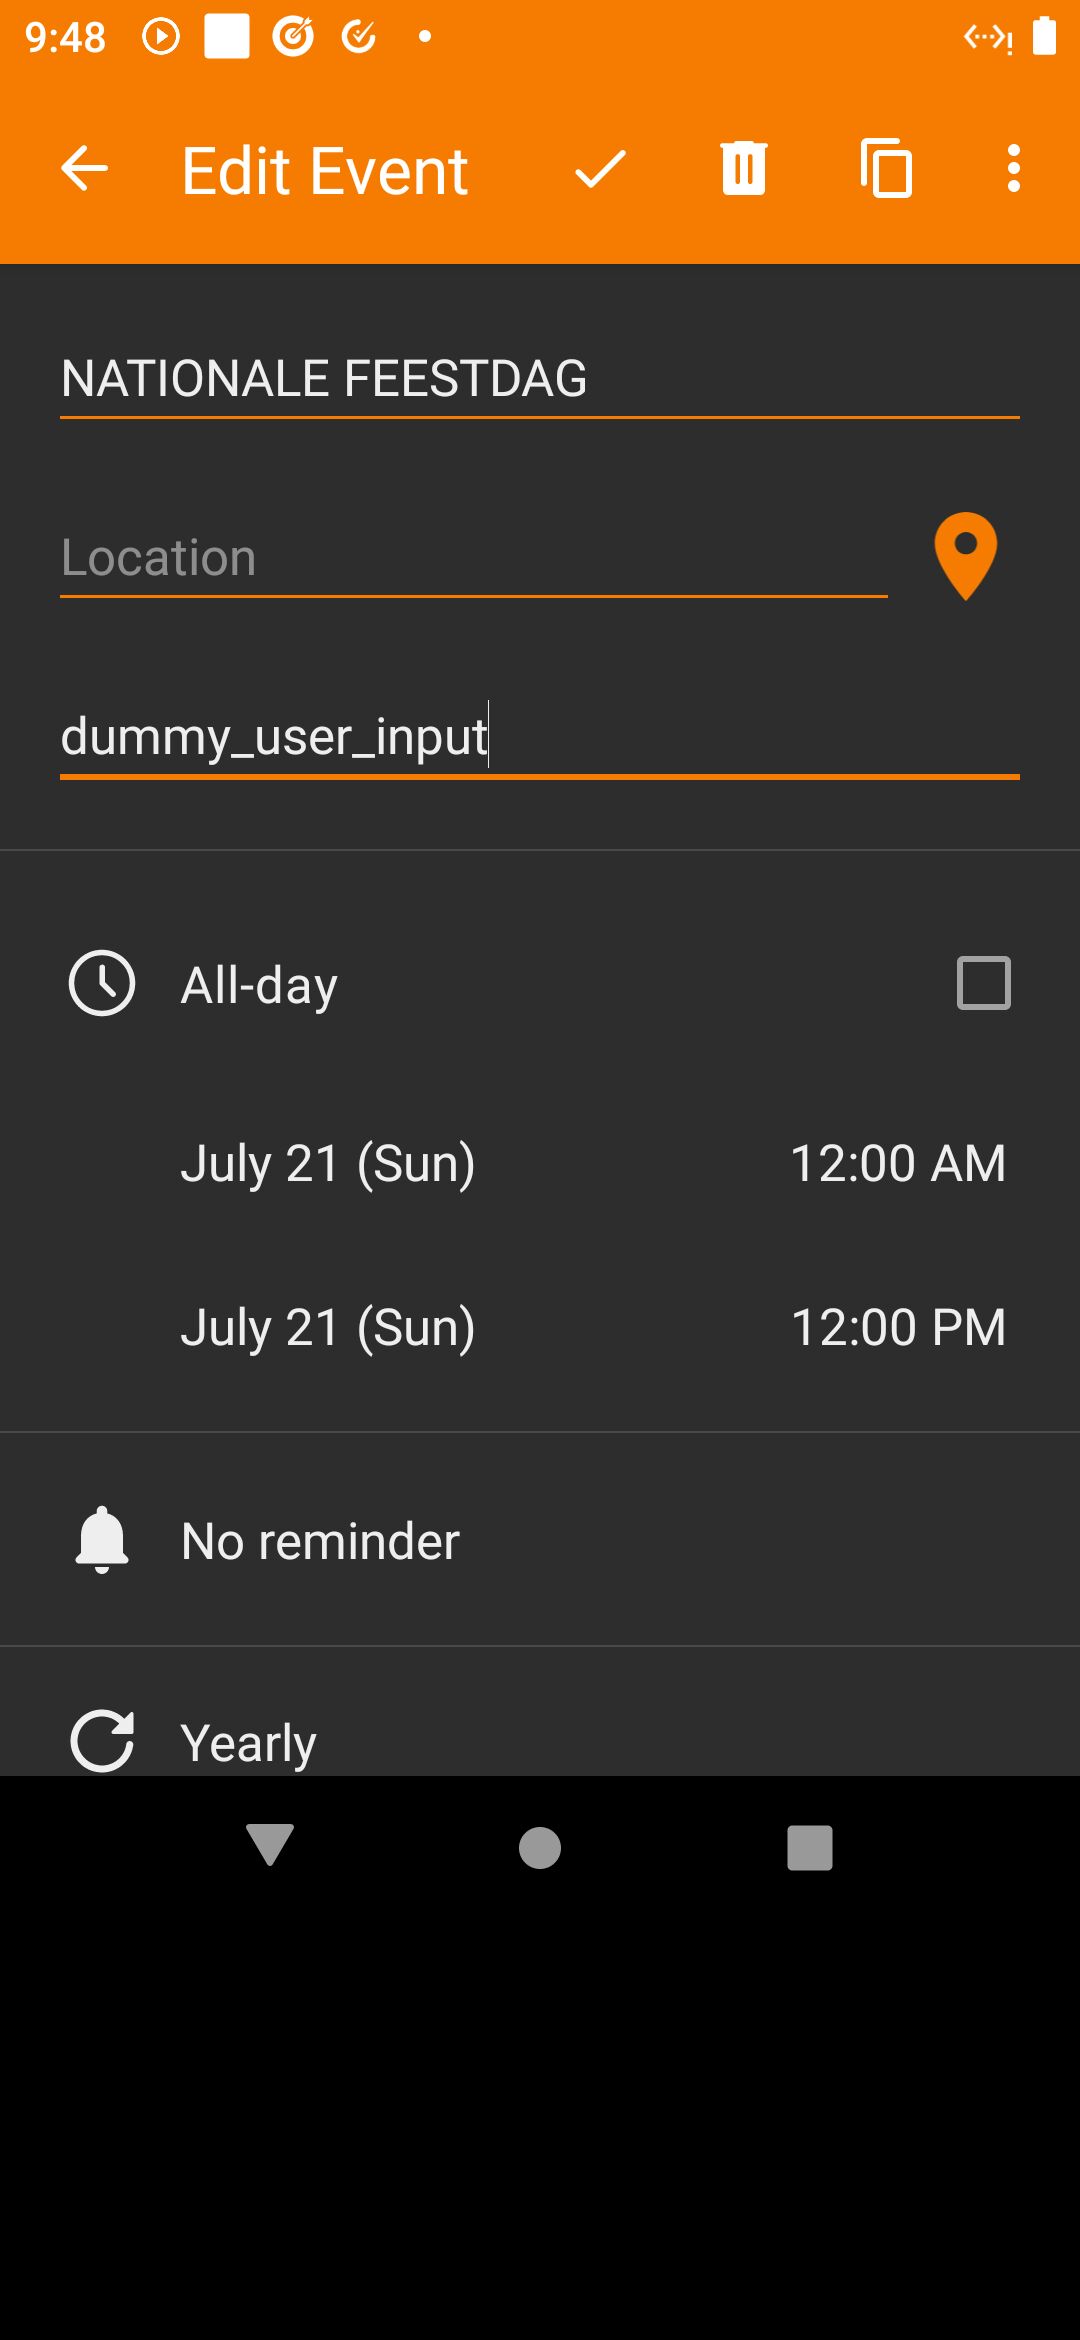 9:48
Edit Event
NATIONALE FEESTDAG
Location
dummy_user_input
All-day
July 21 (Sun) 12:00 AM
July 21 (Sun) 12:00 PM
No reminder
Yearly